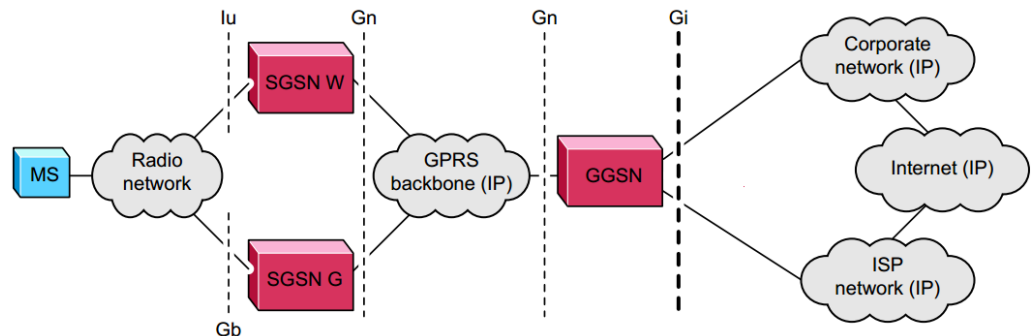 Iu
Gn
Gn
Gi
SGSN W
Corporate
network (IP)
MS
Radio
network
GPRS
backbone (IP)
GGSN
Internet (IP)
SGSN G
ISP
network (IP)
Gb